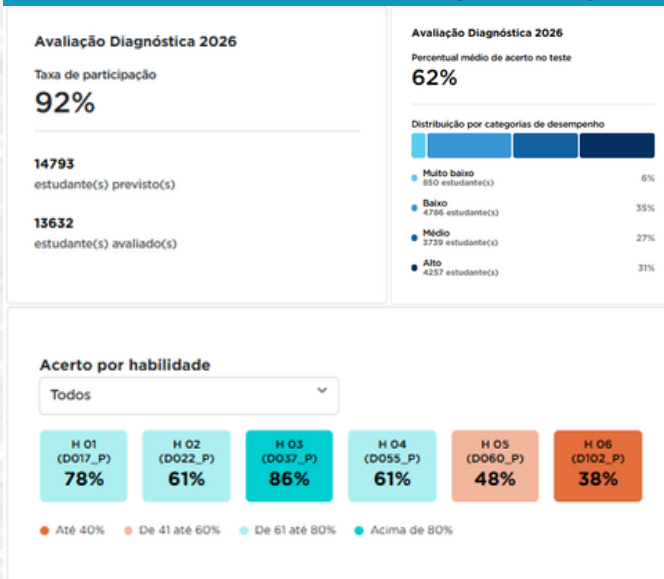 Avaliação Diagnóstica 2026
Taxa de participação
92%
14793
estudante(s) previsto(s)
13632
estudante(s) avaliado(s)
Avaliação Diagnóstica 2026
Percentual médio de acerto no teste
62%
Distribuição por categorias de desempenho
Muito baixo
850 estudante(s) 6%
Baixo
4786 estudante(s) 35%
Médio
3739 estudante(s) 27%
Alto
4257 estudante(s) 31%
Acerto por habilidade
Todos
H 01 H 02 H 03 H 04 H 05 H 06
(D017_P) (D022_P) (D037_P) (D055_P) (D060_P) (D102_P)
78% 61% 86% 61% 48% 38%
Até 40% De 41 até 60% De 61 até 80% Acima de 80%